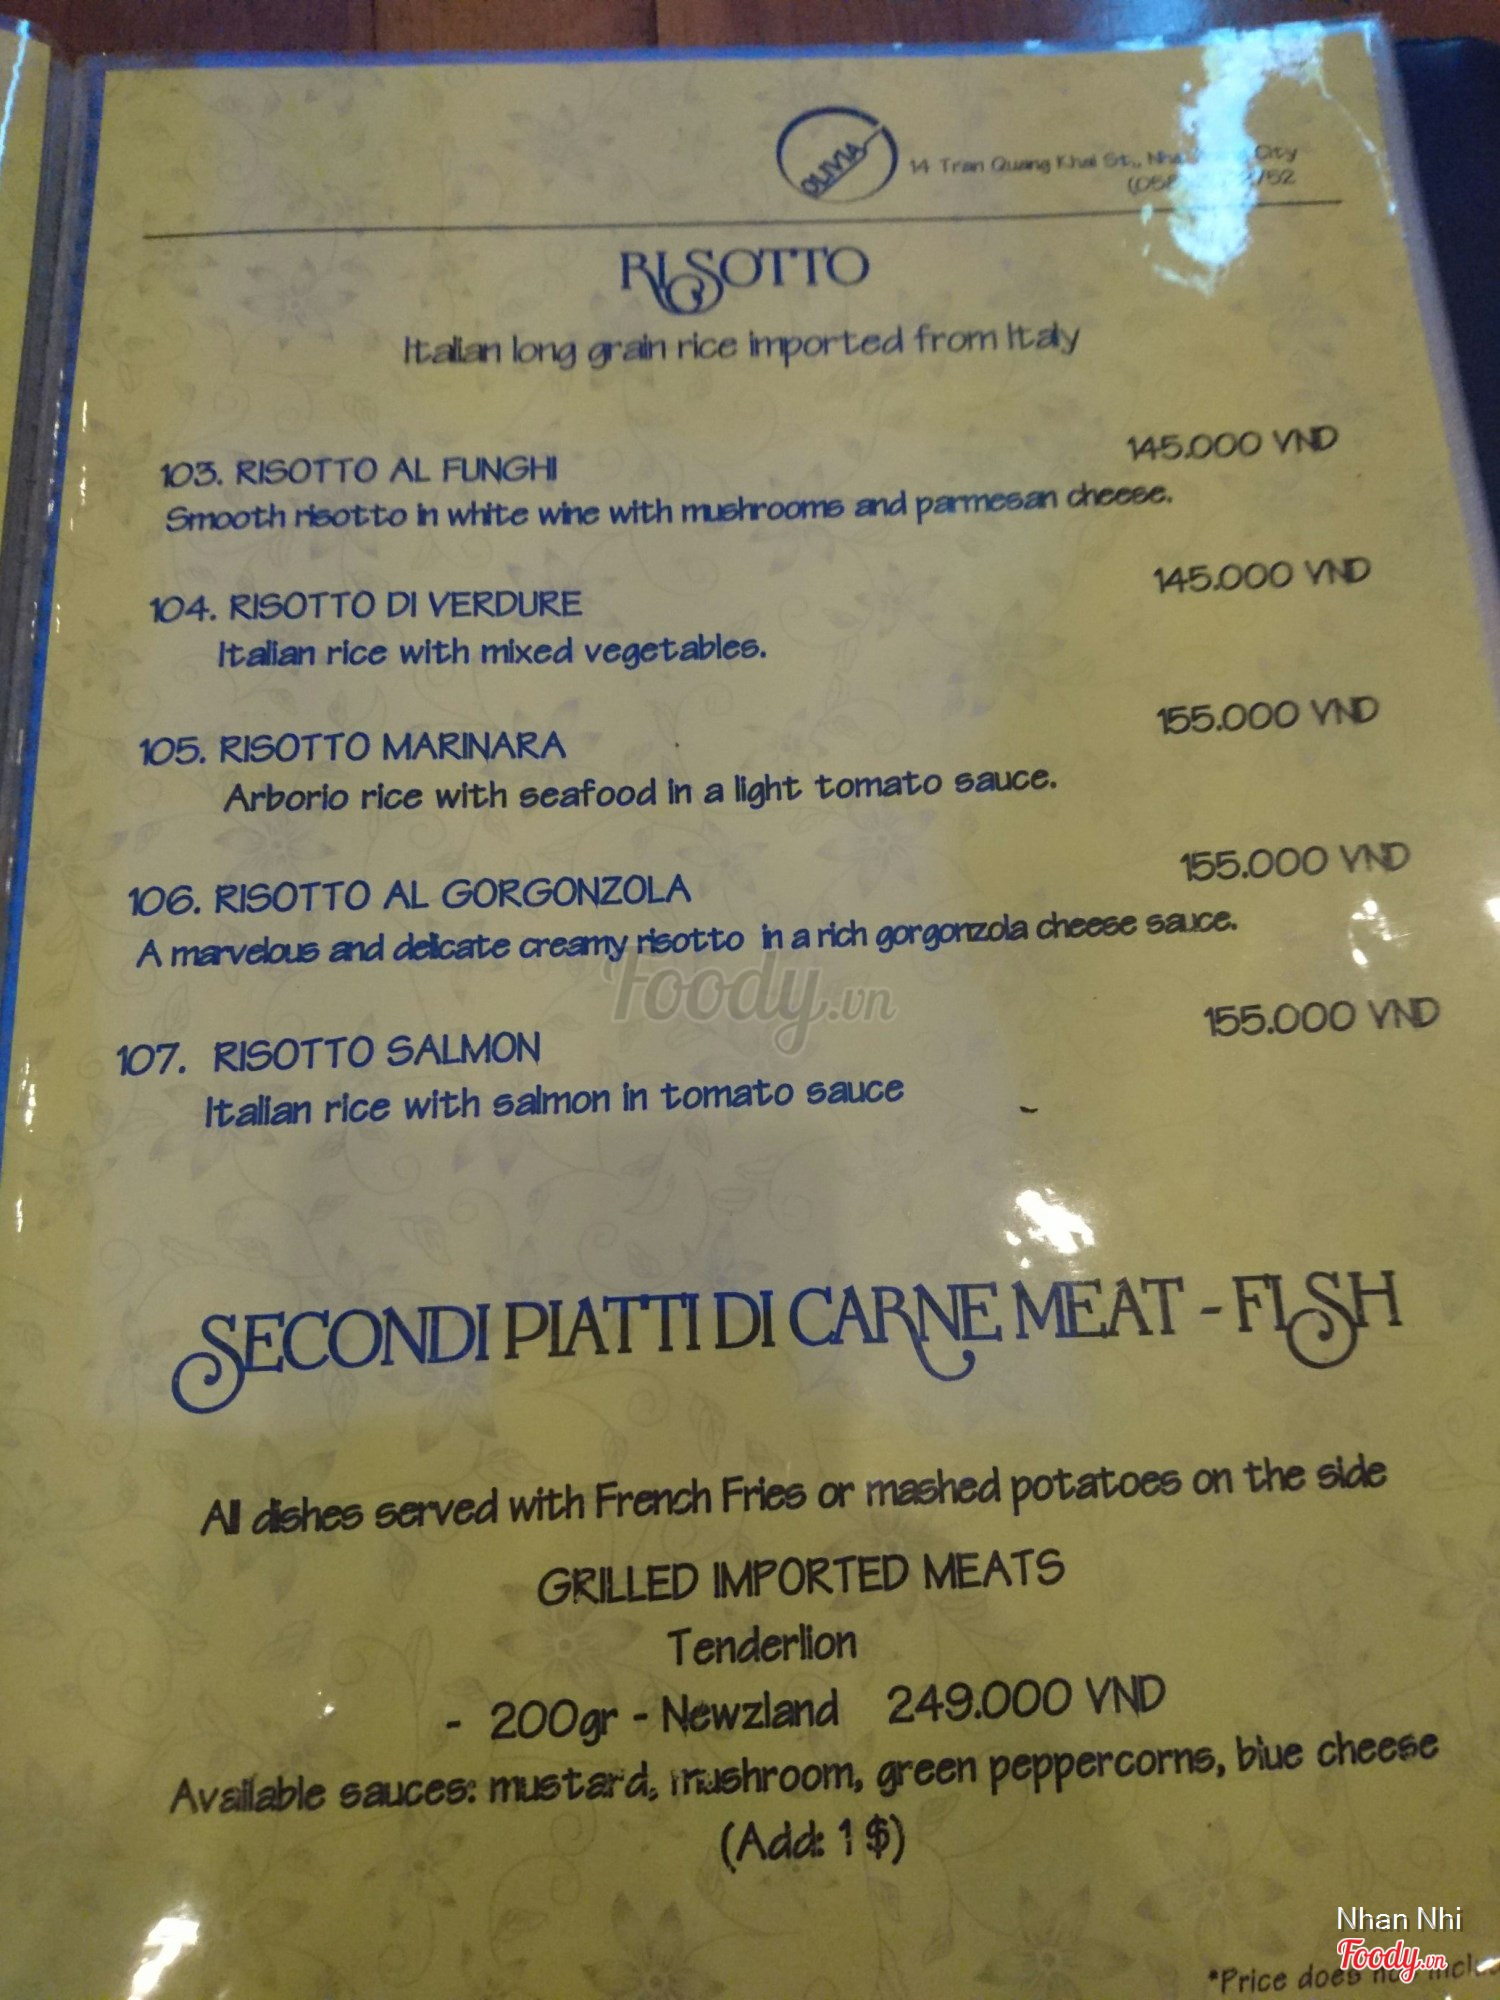 OLIVIA
14 Tran Quang Khai St., City
RISOTTO
Italian long grain rice imported from Italy
103. RISOTTO AL FUNGHI 145.000 VND
Smooth risotto in white wine with mushrooms and parmesan cheese.
104. RISOTTO DI VERDURE 145.000 VND
Italian rice with mixed vegetables.
105. RISOTTO MARINARA 155.000 VND
Arborio rice with seafood in a light tomato sauce.
106. RISOTTO AL GORGONZOLA 155.000 VND
A marvelous and delicate creamy risotto in a rich gorgonzola cheese sauce.
Foody.vn
107. RISOTTO SALMON 155.000 VND
Italian rice with salmon in tomato sauce
SECONDI PIATTI DI CARNE MEAT - FISH
All dishes served with French Fries or mashed potatoes on the side
GRILLED IMPORTED MEATS
Tenderlion
- 200gr - Newzland 249.000 VND
Available sauces: mustard, mushroom, green peppercorns, blue cheese
(Add: 1 $)
Nhan Nhi
Foody.vn
*Price does